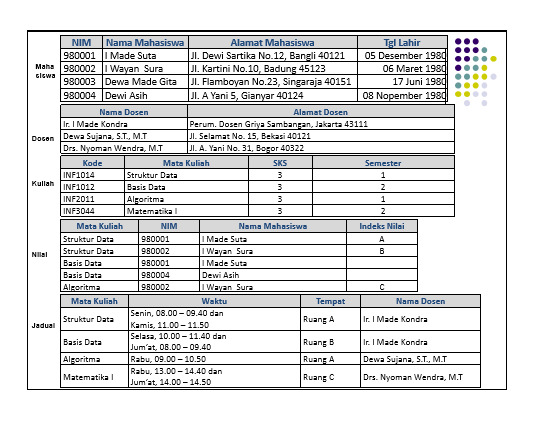 NIM Nama Mahasiswa Alamat Mahasiswa Tgl Lahir
Maha siswa
980001 I Made Suta Jl. Dewi Sartika No.12, Bangli 40121 05 Desember 1980
980002 I Wayan Sura Jl. Kartini No.10, Badung 45123 06 Maret 1980
980003 Dewa Made Gita Jl. Flamboyan No.23, Singaraja 40151 17 Juni 1980
980004 Dewi Asih Jl. A Yani 5, Gianyar 40124 08 Nopember 1980
Nama Dosen Alamat Dosen
Dosen
Ir. I Made Kondra Perum. Dosen Griya Sambangan, Jakarta 43111
Dewa Sujana, S.T., M.T Jl. Selamat No. 15, Bekasi 40121
Drs. Nyoman Wendra, M.T Jl. A. Yani No. 31, Bogor 40322
Kode Mata Kuliah SKS Semester
Kuliah
INF1014 Struktur Data 3 1
INF1012 Basis Data 3 2
INF2011 Algoritma 3 1
INF3044 Matematika I 3 2
Mata Kuliah NIM Nama Mahasiswa Indeks Nilai
Nilai
Struktur Data 980001 I Made Suta A
Struktur Data 980002 I Wayan Sura B
Basis Data 980001 I Made Suta
Basis Data 980004 Dewi Asih
Algoritma 980002 I Wayan Sura C
Mata Kuliah Waktu Tempat Nama Dosen
Jadual
Struktur Data Senin, 08.00 – 09.40 dan Ruang A Ir. I Made Kondra
Kamis, 11.00 – 11.50
Basis Data Selasa, 10.00 – 11.40 dan Ruang B Ir. I Made Kondra
Jum'at, 08.00 – 09.40
Algoritma Rabu, 09.00 – 10.50 Ruang A Dewa Sujana, S.T., M.T
Matematika I Rabu, 13.00 – 14.40 dan Ruang C Drs. Nyoman Wendra, M.T
Jum'at, 14.00 – 14.50